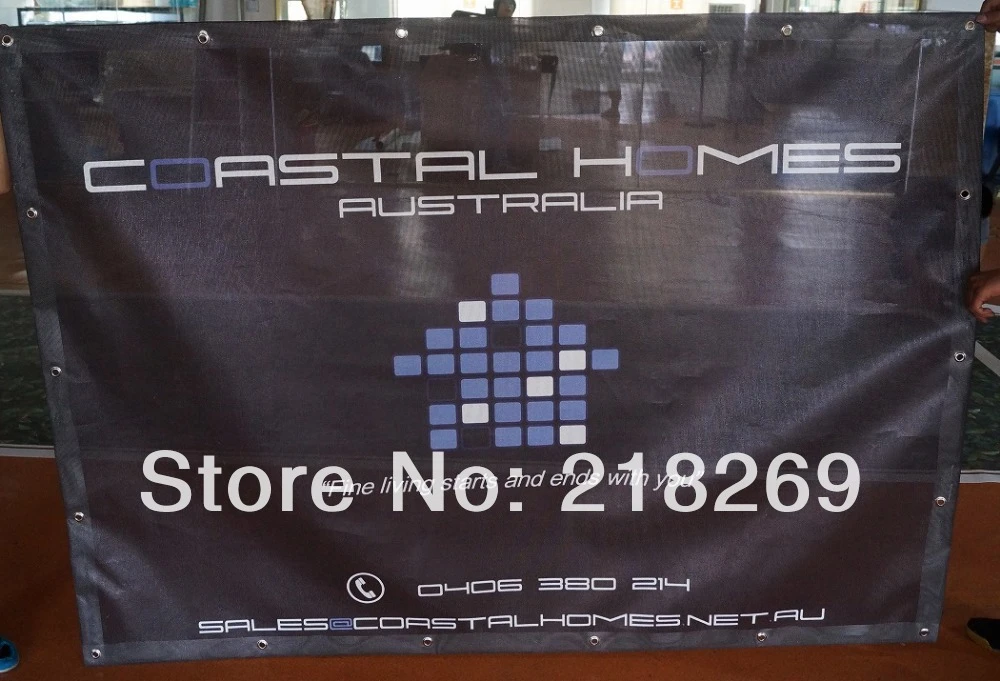 COASTAL HOMES
AUSTRALIA
"Fine living starts and ends with you"
Store No: 218269
0406 380 214
SALES@COASTALHOMES.NET.AU